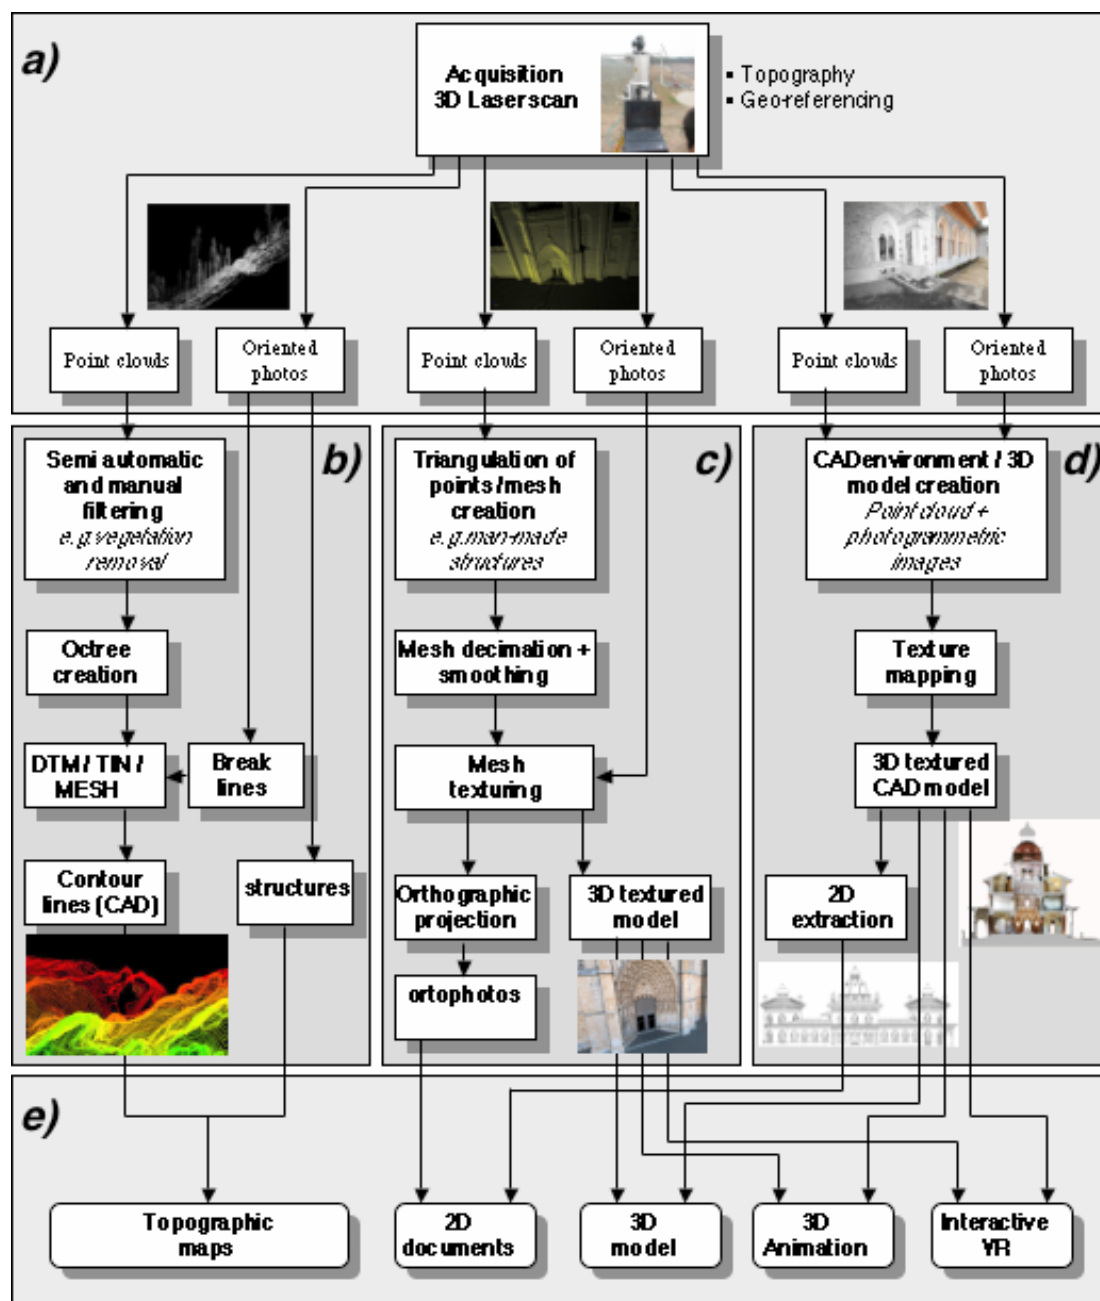 a)
Acquisition
3D Laserscan
▪ Topography
▪ Geo-referencing
Point clouds
Oriented
photos
Point clouds
Oriented
photos
Point clouds
Oriented
photos
b)
Semi automatic
and manual
filtering
e.g.vegetation
removal
Octree
creation
DTM / TIN /
MESH
Break
lines
Contour
lines (CAD)
structures
c)
Triangulation of
points/mesh
creation
e.g.man-made
structures
Mesh decimation +
smoothing
Mesh
texturing
Orthographic
projection
3D textured
model
ortophotos
d)
CAD environment / 3D
model creation
Point cloud +
photogrammetric
images
Texture
mapping
3D textured
CAD model
2D
extraction
e)
Topographic
maps
2D
documents
3D
model
3D
Animation
Interactive
VR